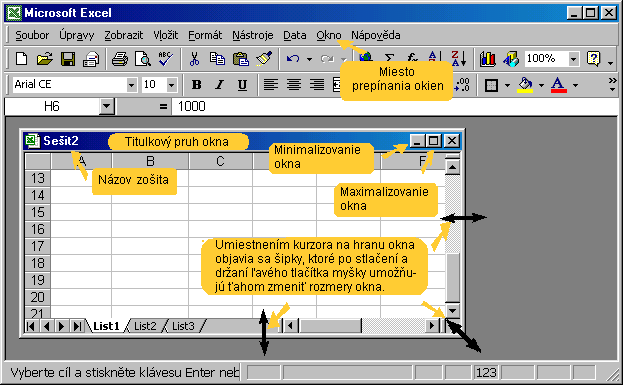 Microsoft Excel
Soubor Úpravy Zobrazit Vložit Formát Nástroje Data Okno Nápověda
100%
Arial CE 10 B I U
Miesto
prepínania okien
H6 = 1000
Sešit2
Titulkový pruh okna
Minimalizovanie
okna
A B C F
Názov zošita
Maximalizovanie
okna
13
14
15
16
17
18
19
20
21
Umiestnením kurzora na hranu okna
objavia sa šipky, ktoré po stlačení a
držaní ľavého tlačítka myšky umožňu-
jú ťahom zmeniť rozmery okna.
List1 List2 List3
Vyberte cíl a stiskněte klávesu Enter neb
123